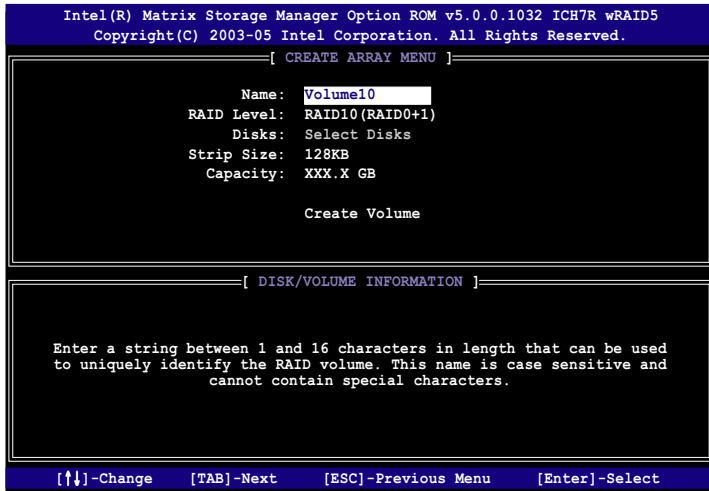 Intel(R) Matrix Storage Manager Option ROM v5.0.0.1032 ICH7R wRAID5
Copyright(C) 2003-05 Intel Corporation. All Rights Reserved.
[ CREATE ARRAY MENU ]
Name: Volume10
RAID Level: RAID10(RAID0+1)
Disks: Select Disks
Strip Size: 128KB
Capacity: XXX.X GB
Create Volume
[ DISK/VOLUME INFORMATION ]
Enter a string between 1 and 16 characters in length that can be used
to uniquely identify the RAID volume. This name is case sensitive and
cannot contain special characters.
[↑↓]-Change [TAB]-Next [ESC]-Previous Menu [Enter]-Select